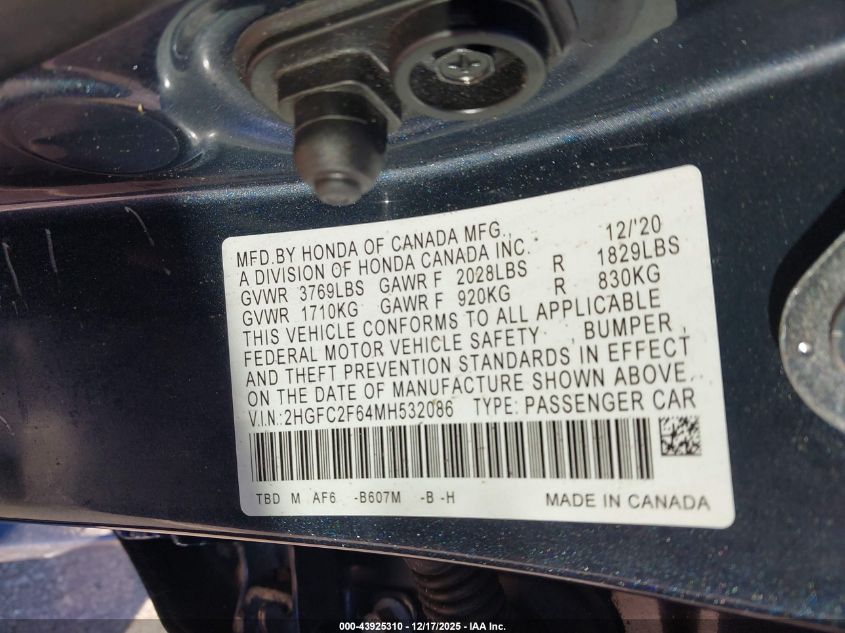 MFD.BY HONDA OF CANADA MFG., 12/'20
A DIVISION OF HONDA CANADA INC.
GVWR 3769LBS GAWR F 2028LBS R 1829LBS
GVWR 1710KG GAWR F 920KG R 830KG
THIS VEHICLE CONFORMS TO ALL APPLICABLE
FEDERAL MOTOR VEHICLE SAFETY , BUMPER ,
AND THEFT PREVENTION STANDARDS IN EFFECT
ON THE DATE OF MANUFACTURE SHOWN ABOVE.
V.I.N: 2HGFC2F64MH532086 TYPE: PASSENGER CAR
TBD M AF6 -B607M -B -H MADE IN CANADA
000-43925310 - 12/17/2025 - IAA Inc.